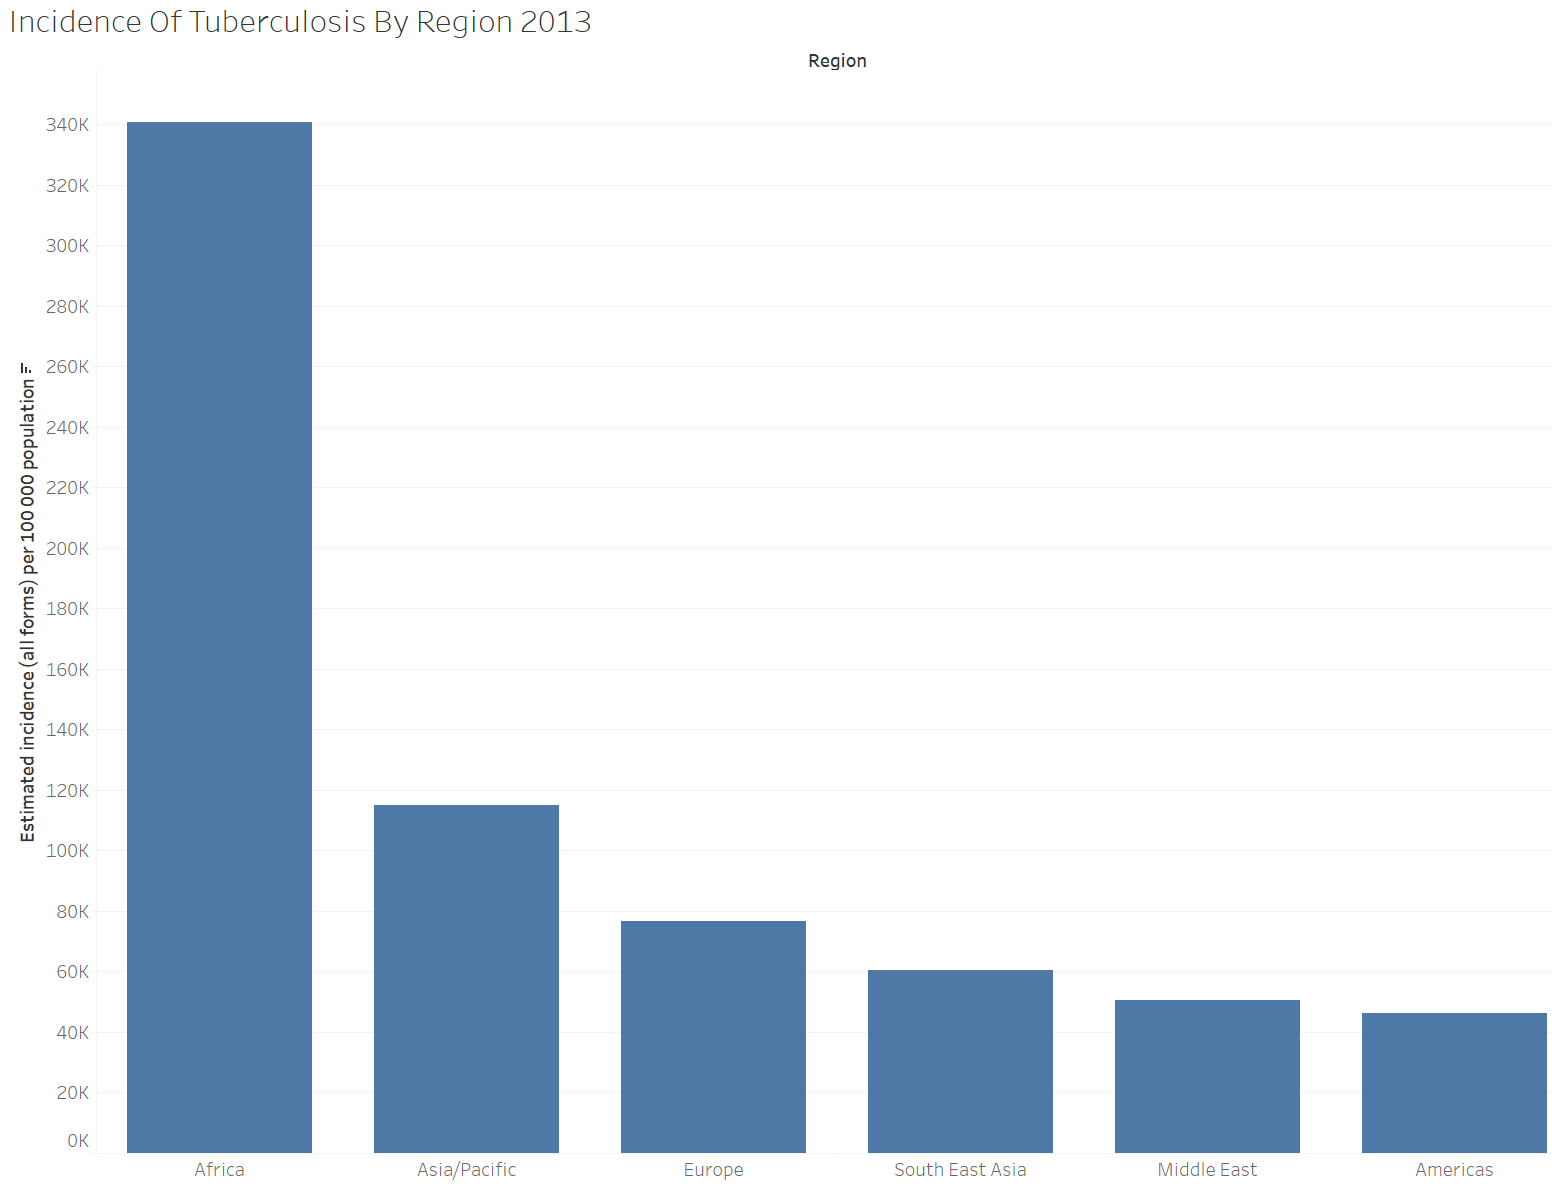 Incidence Of Tuberculosis By Region 2013
Region
Estimated incidence (all forms) per 100 000 population
340K
320K
300K
280K
260K
240K
220K
200K
180K
160K
140K
120K
100K
80K
60K
40K
20K
0K
Africa
Asia/Pacific
Europe
South East Asia
Middle East
Americas